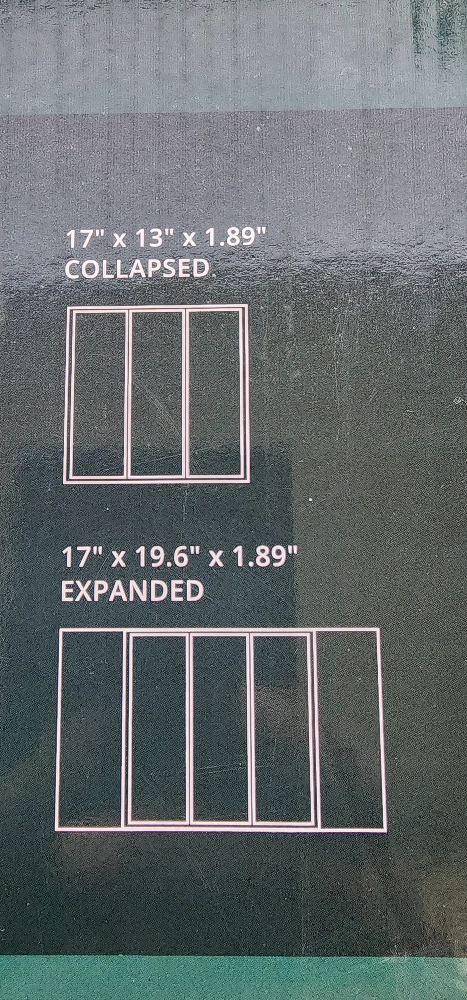 17" x 13" x 1.89"
COLLAPSED.
17" x 19.6" x 1.89"
EXPANDED